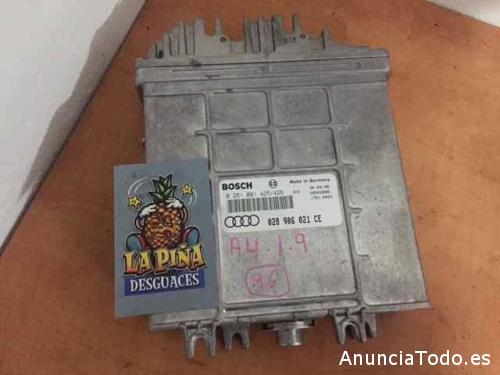 BOSCH
Made in Germany
0 281 001 425/426
028 906 021 CE
A4 1.9
96
LA PIÑA
DESGUACES
AnunciaTodo.es